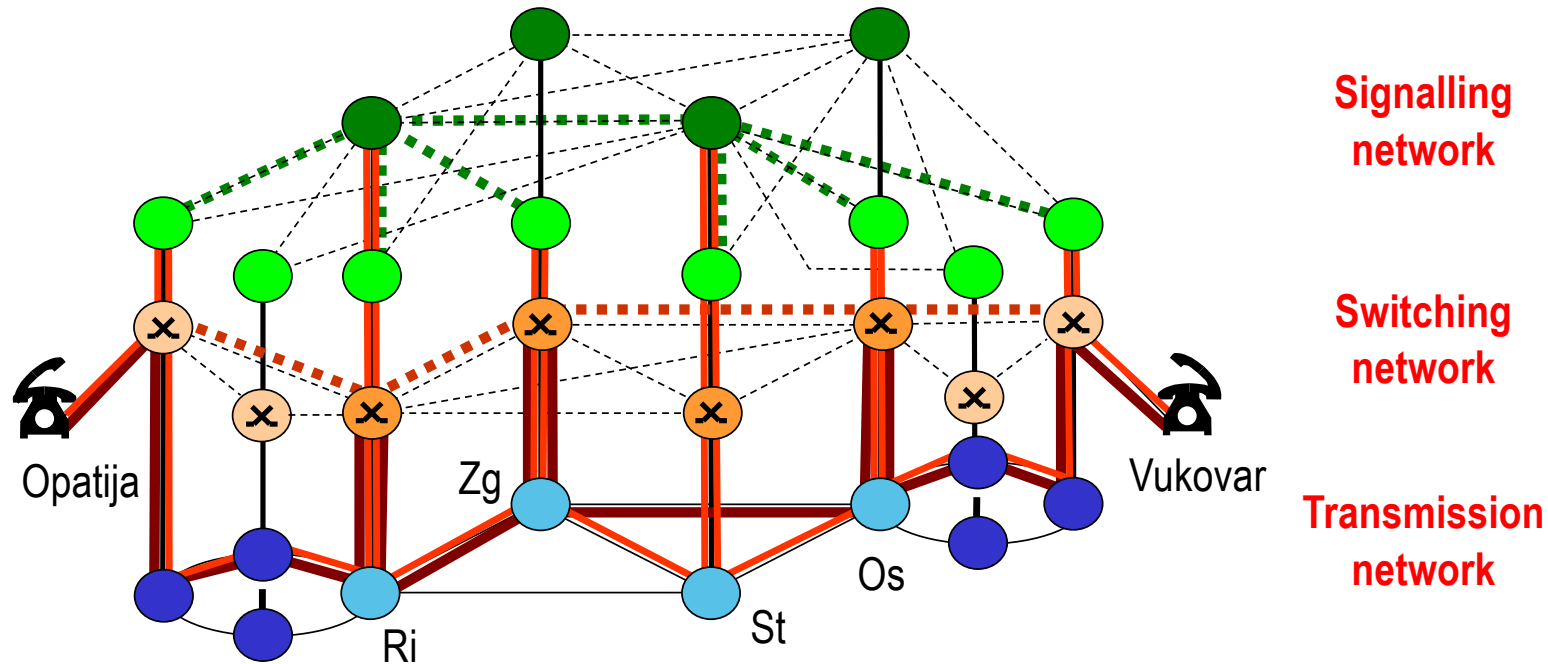 Signalling
network
Switching
network
Opatija
Zg
Vukovar
Transmission
network
Os
St
Ri